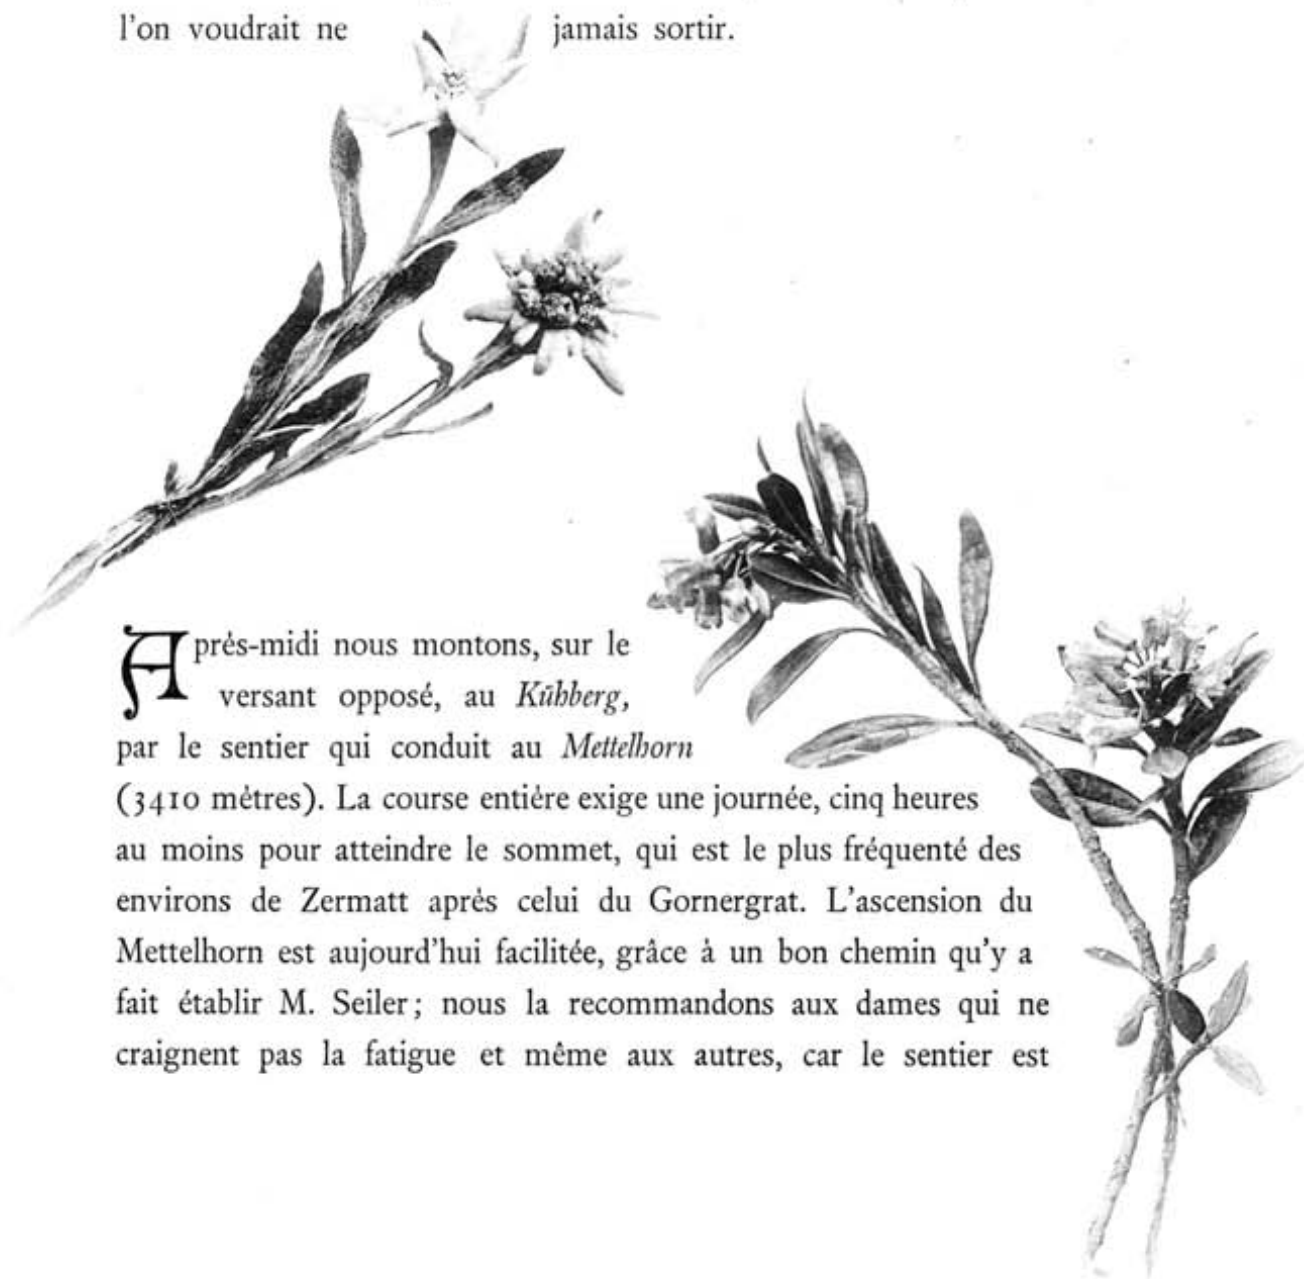 l'on voudrait ne jamais sortir.
Après-midi nous montons, sur le
versant opposé, au Kühberg,
par le sentier qui conduit au Mettelhorn
(3410 mètres). La course entière exige une journée, cinq heures
au moins pour atteindre le sommet, qui est le plus fréquenté des
environs de Zermatt après celui du Gornergrat. L'ascension du
Mettelhorn est aujourd'hui facilitée, grâce à un bon chemin qu'y a
fait établir M. Seiler; nous la recommandons aux dames qui ne
craignent pas la fatigue et même aux autres, car le sentier est